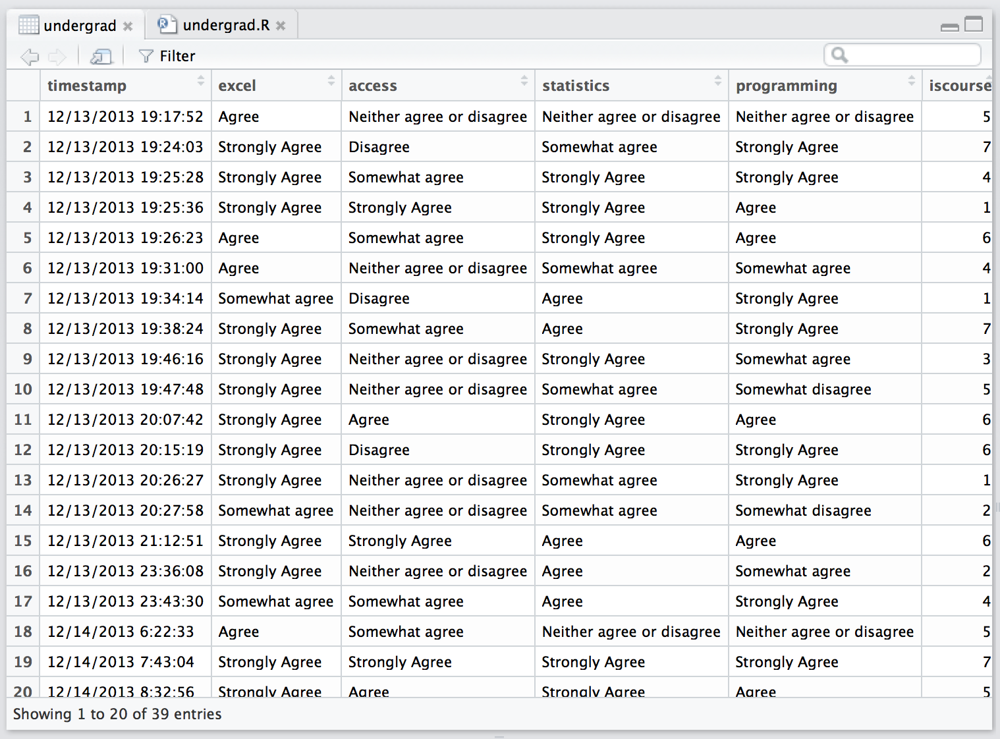 undergrad undergrad.R
Filter
timestamp excel access statistics programming iscourse
1 12/13/2013 19:17:52 Agree Neither agree or disagree Neither agree or disagree Neither agree or disagree 5
2 12/13/2013 19:24:03 Strongly Agree Disagree Somewhat agree Strongly Agree 7
3 12/13/2013 19:25:28 Strongly Agree Somewhat agree Strongly Agree Strongly Agree 4
4 12/13/2013 19:25:36 Strongly Agree Strongly Agree Strongly Agree Agree 1
5 12/13/2013 19:26:23 Agree Somewhat agree Strongly Agree Agree 6
6 12/13/2013 19:31:00 Agree Neither agree or disagree Somewhat agree Somewhat agree 4
7 12/13/2013 19:34:14 Somewhat agree Disagree Agree Strongly Agree 1
8 12/13/2013 19:38:24 Strongly Agree Somewhat agree Agree Strongly Agree 7
9 12/13/2013 19:46:16 Strongly Agree Neither agree or disagree Strongly Agree Somewhat agree 3
10 12/13/2013 19:47:48 Strongly Agree Neither agree or disagree Somewhat agree Somewhat disagree 5
11 12/13/2013 20:07:42 Strongly Agree Agree Strongly Agree Agree 6
12 12/13/2013 20:15:19 Strongly Agree Disagree Strongly Agree Strongly Agree 6
13 12/13/2013 20:26:27 Strongly Agree Neither agree or disagree Somewhat agree Strongly Agree 1
14 12/13/2013 20:27:58 Somewhat agree Neither agree or disagree Somewhat agree Somewhat disagree 2
15 12/13/2013 21:12:51 Strongly Agree Strongly Agree Agree Agree 6
16 12/13/2013 23:36:08 Strongly Agree Neither agree or disagree Agree Somewhat agree 2
17 12/13/2013 23:43:30 Somewhat agree Somewhat agree Agree Strongly Agree 4
18 12/14/2013 6:22:33 Agree Somewhat agree Neither agree or disagree Neither agree or disagree 5
19 12/14/2013 7:43:04 Strongly Agree Strongly Agree Strongly Agree Strongly Agree 7
20 12/14/2013 8:32:56 Strongly Agree Agree Strongly Agree Agree 5
Showing 1 to 20 of 39 entries